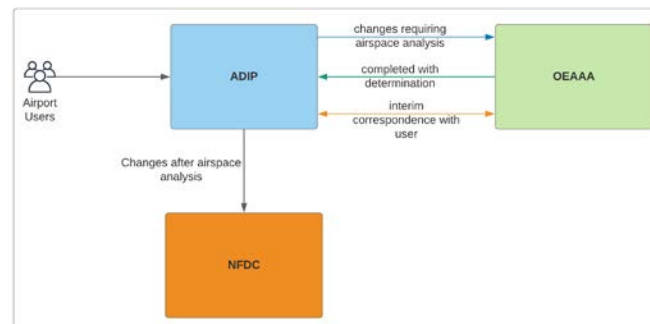 changes requiring
airspace analysis
ADIP
completed with
determination
OEAAA
Airport
Users
interim
correspondence with
user
Changes after airspace
analysis
NFDC